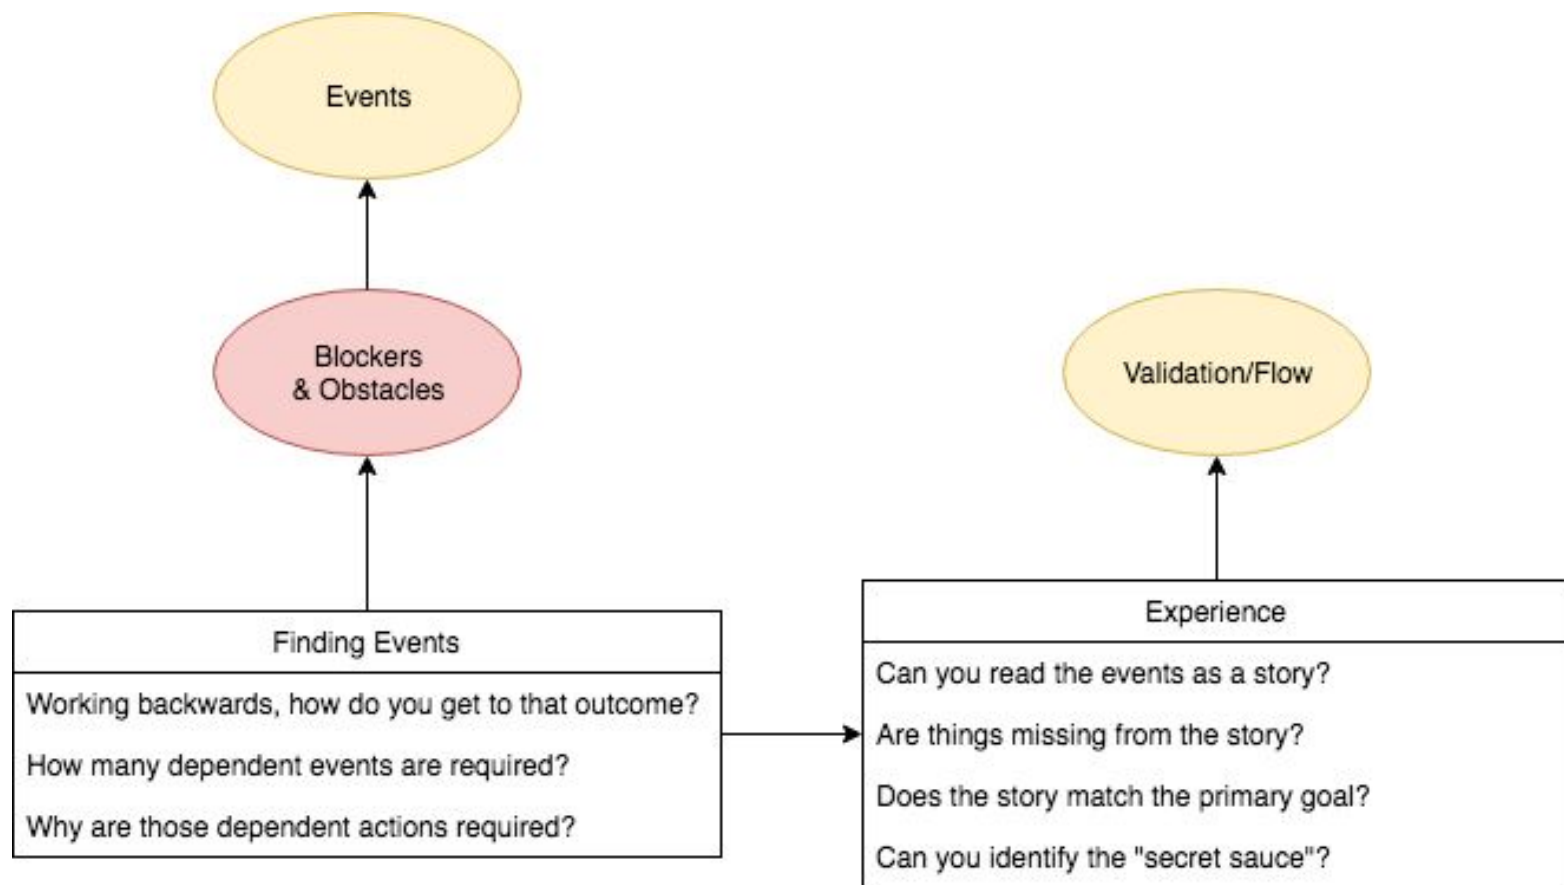 Events
Blockers
& Obstacles
Validation/Flow
Finding Events
Working backwards, how do you get to that outcome?
How many dependent events are required?
Why are those dependent actions required?
Experience
Can you read the events as a story?
Are things missing from the story?
Does the story match the primary goal?
Can you identify the "secret sauce"?